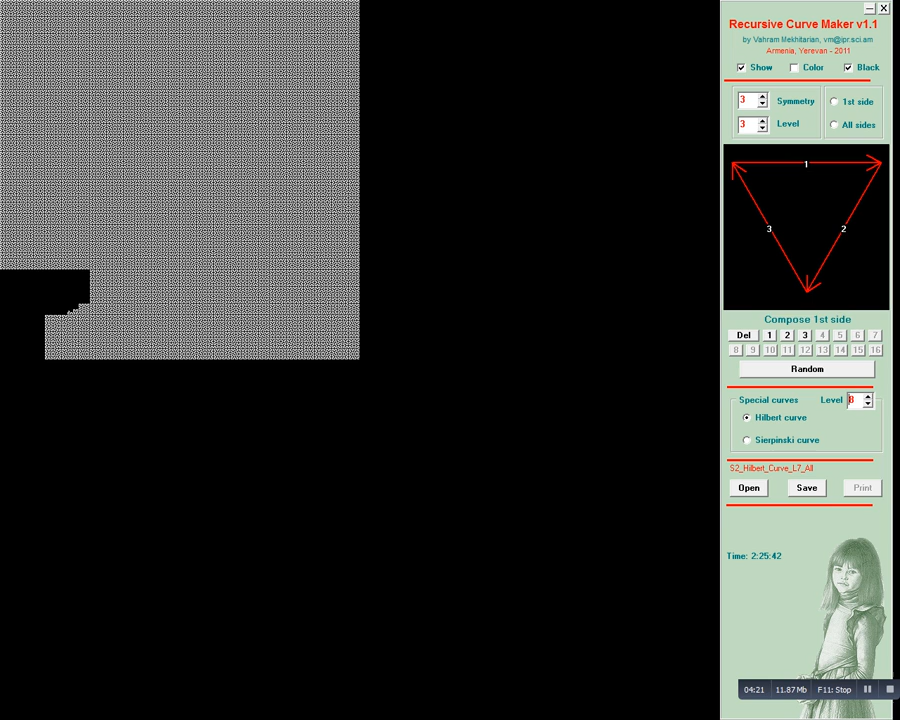 Recursive Curve Maker v1.1
by Vahram Mekhitarian, vm@ipr.sci.am
Armenia, Yerevan - 2011
Show Color Black
3 Symmetry 1st side
3 Level All sides
1
3 2
Compose 1st side
Del 1 2 3 4 5 6 7
8 9 10 11 12 13 14 15 16
Random
Special curves Level 8
Hilbert curve
Sierpinski curve
S2_Hilbert_Curve_L7_All
Open Save Print
Time: 2:25:42
04:21 11.87 Mb F11: Stop